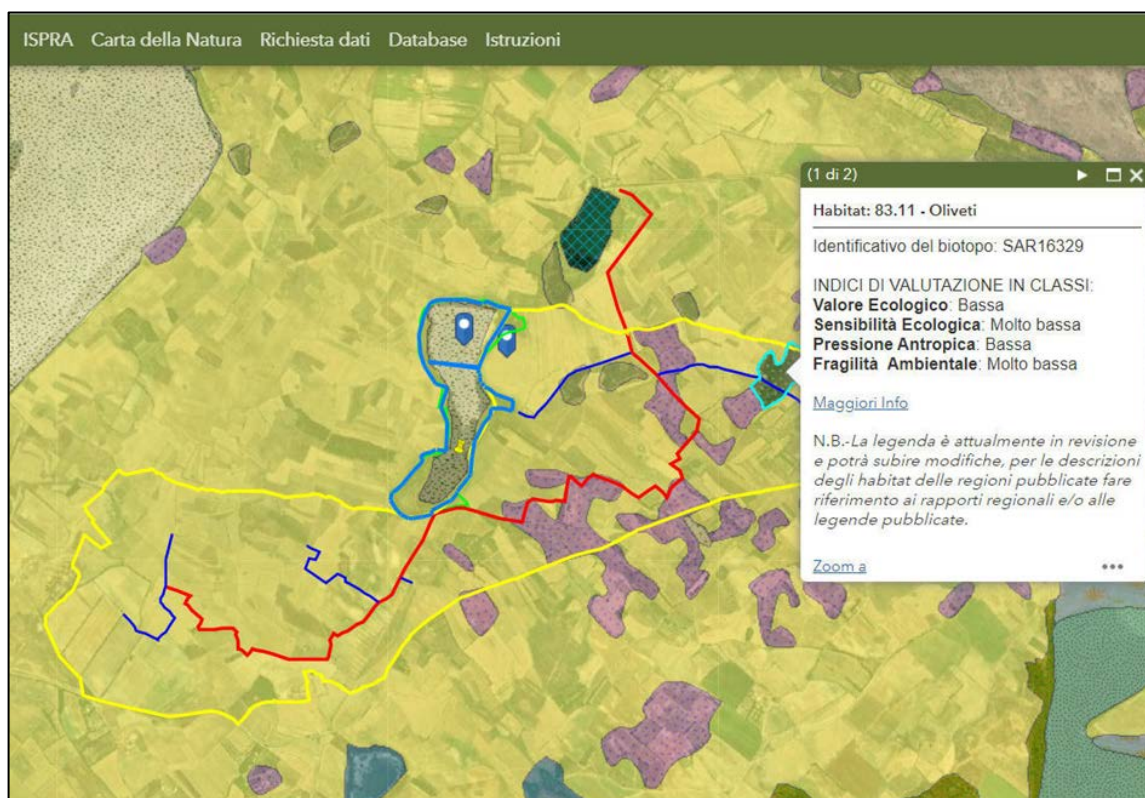 ISPRA Carta della Natura Richiesta dati Database Istruzioni
(1 di 2)
Habitat: 83.11 - Oliveti
Identificativo del biotopo: SAR16329
INDICI DI VALUTAZIONE IN CLASSI:
Valore Ecologico: Bassa
Sensibilità Ecologica: Molto bassa
Pressione Antropica: Bassa
Fragilità Ambientale: Molto bassa
Maggiori Info
N.B.-La legenda è attualmente in revisione
e potrà subire modifiche, per le descrizioni
degli habitat delle regioni pubblicate fare
riferimento ai rapporti regionali e/o alle
legende pubblicate.
Zoom a